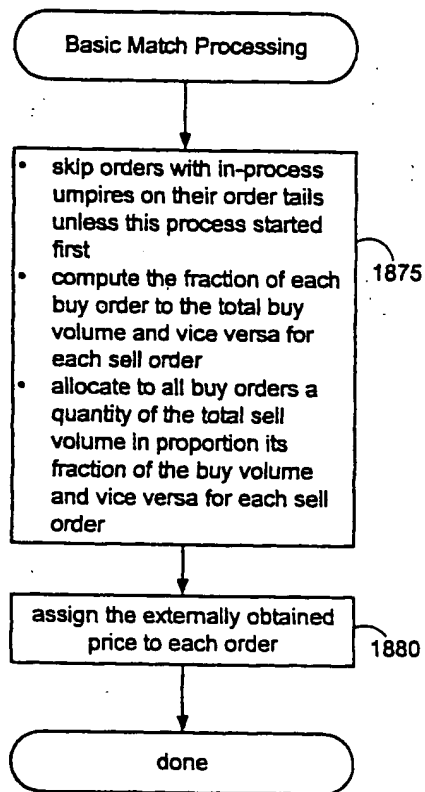 Basic Match Processing
• skip orders with in-process
umpires on their order tails
unless this process started
first
• compute the fraction of each
buy order to the total buy
volume and vice versa for
each sell order
• allocate to all buy orders a
quantity of the total sell
volume in proportion its
fraction of the buy volume
and vice versa for each sell
order
1875
assign the externally obtained
price to each order
1880
done